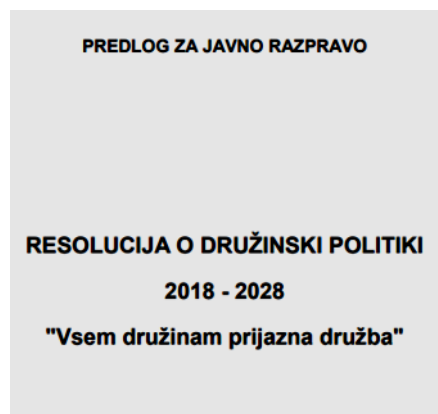 PREDLOG ZA JAVNO RAZPRAVO
RESOLUCIJA O DRUŽINSKI POLITIKI
2018 - 2028
"Vsem družinam prijazna družba"